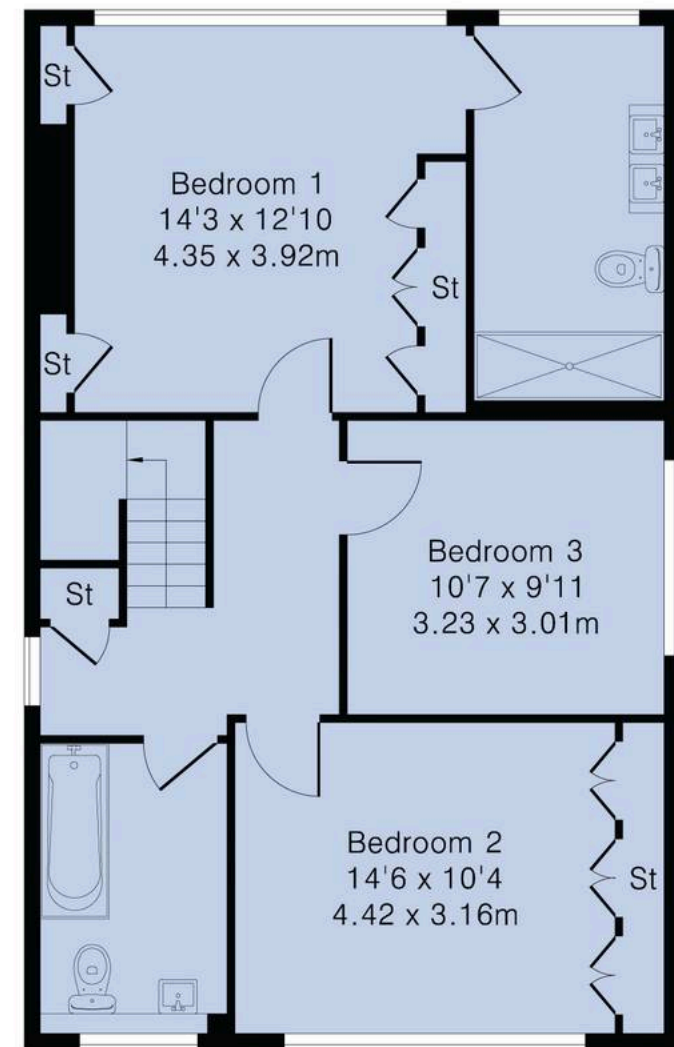 St
Bedroom 1
14'3 x 12'10
4.35 x 3.92m
St
St
Bedroom 3
10'7 x 9'11
3.23 x 3.01m
St
Bedroom 2
14'6 x 10'4
4.42 x 3.16m
St